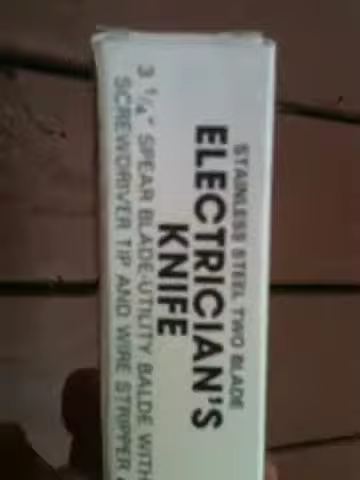 STAINLESS STEEL TWO BLADE
ELECTRICIAN'S
KNIFE
3 1/4" SPEAR BLADE-UTILITY BALDE WITH
SCREWDRIVER TIP AND WIRE STRIPPER